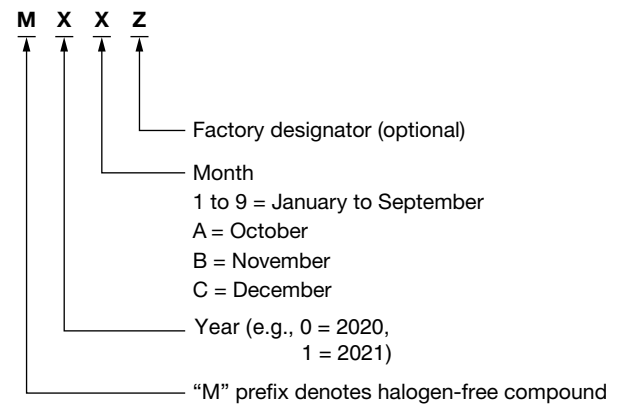 M X X Z
Factory designator (optional)
Month
1 to 9 = January to September
A = October
B = November
C = December
Year (e.g., 0 = 2020,
1 = 2021)
“M” prefix denotes halogen-free compound